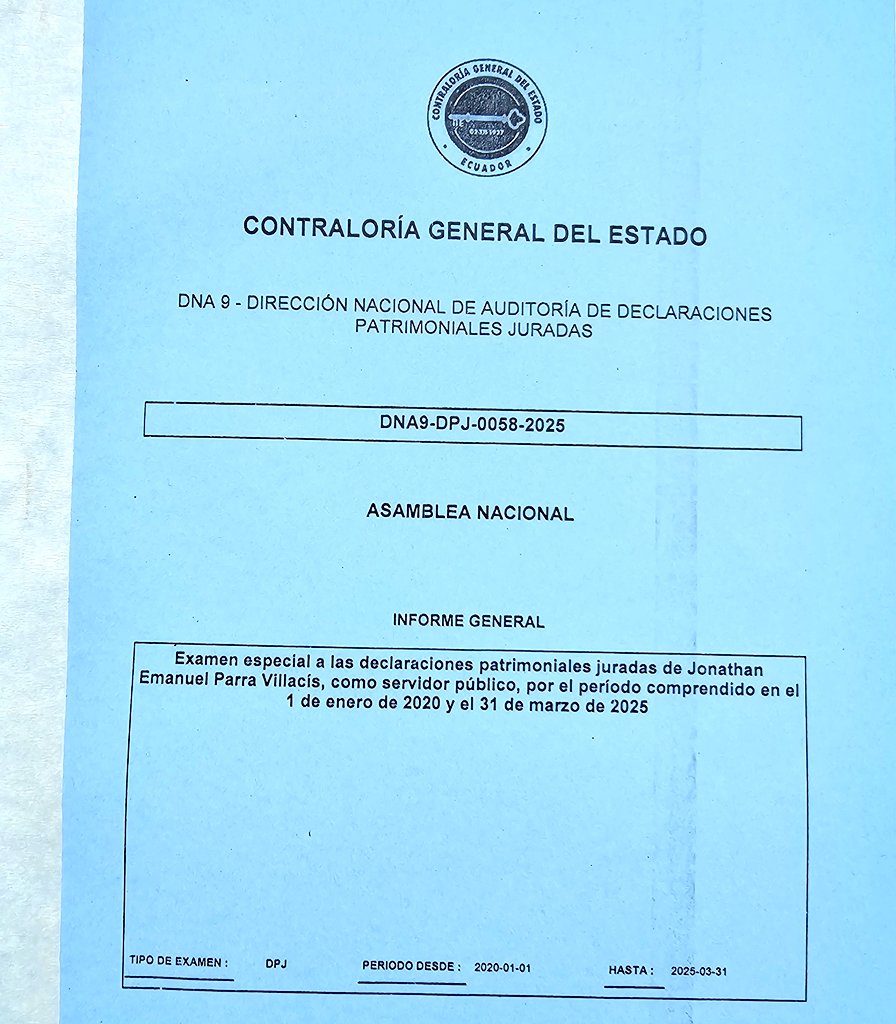 CONTRALORÍA GENERAL DEL ESTADO
02-XII-1927
ECUADOR
CONTRALORÍA GENERAL DEL ESTADO
DNA 9 - DIRECCIÓN NACIONAL DE AUDITORÍA DE DECLARACIONES
PATRIMONIALES JURADAS
DNA9-DPJ-0058-2025
ASAMBLEA NACIONAL
INFORME GENERAL
Examen especial a las declaraciones patrimoniales juradas de Jonathan
Emanuel Parra Villacís, como servidor público, por el período comprendido en el
1 de enero de 2020 y el 31 de marzo de 2025
TIPO DE EXAMEN : DPJ PERIODO DESDE : 2020-01-01 HASTA : 2025-03-31